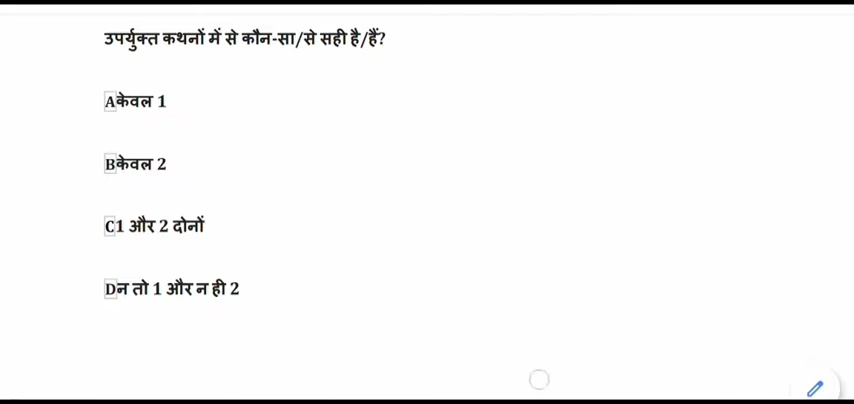 उपर्युक्त कथनों में से कौन-सा/से सही है/हैं?
Aकेवल 1
Bकेवल 2
C1 और 2 दोनों
Dन तो 1 और न ही 2